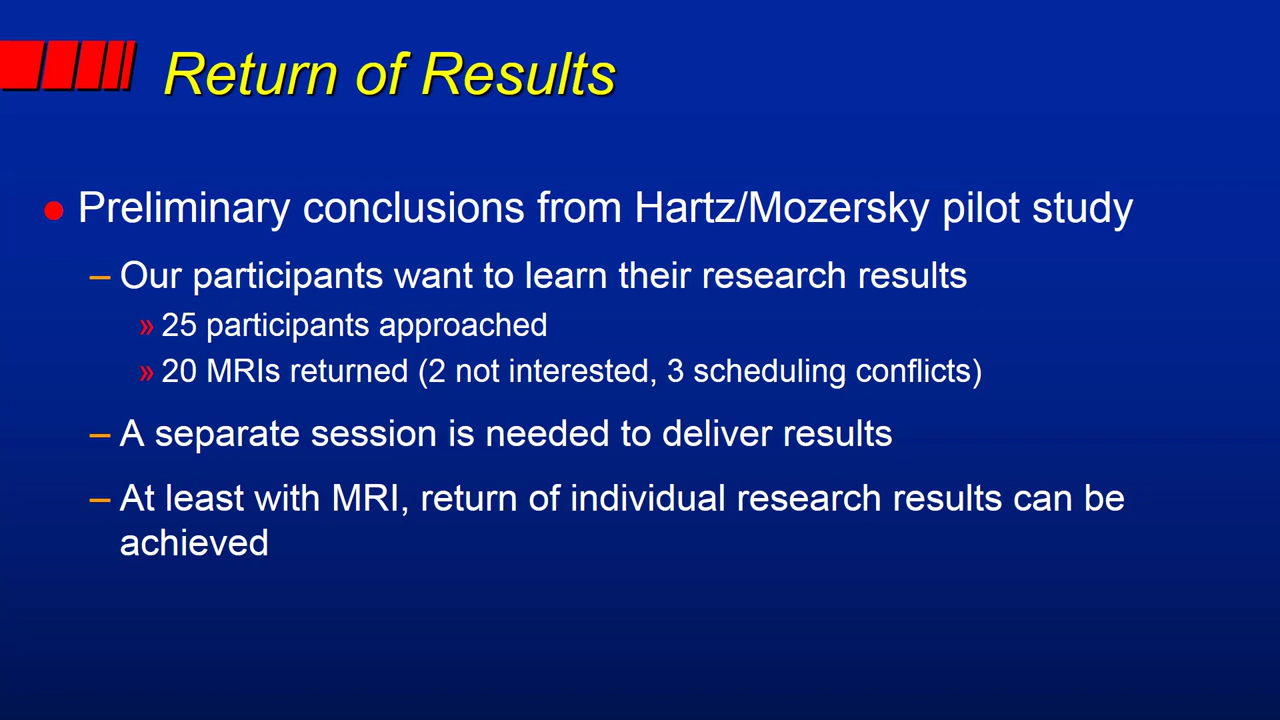 Return of Results
● Preliminary conclusions from Hartz/Mozersky pilot study
– Our participants want to learn their research results
» 25 participants approached
» 20 MRIs returned (2 not interested, 3 scheduling conflicts)
– A separate session is needed to deliver results
– At least with MRI, return of individual research results can be
achieved